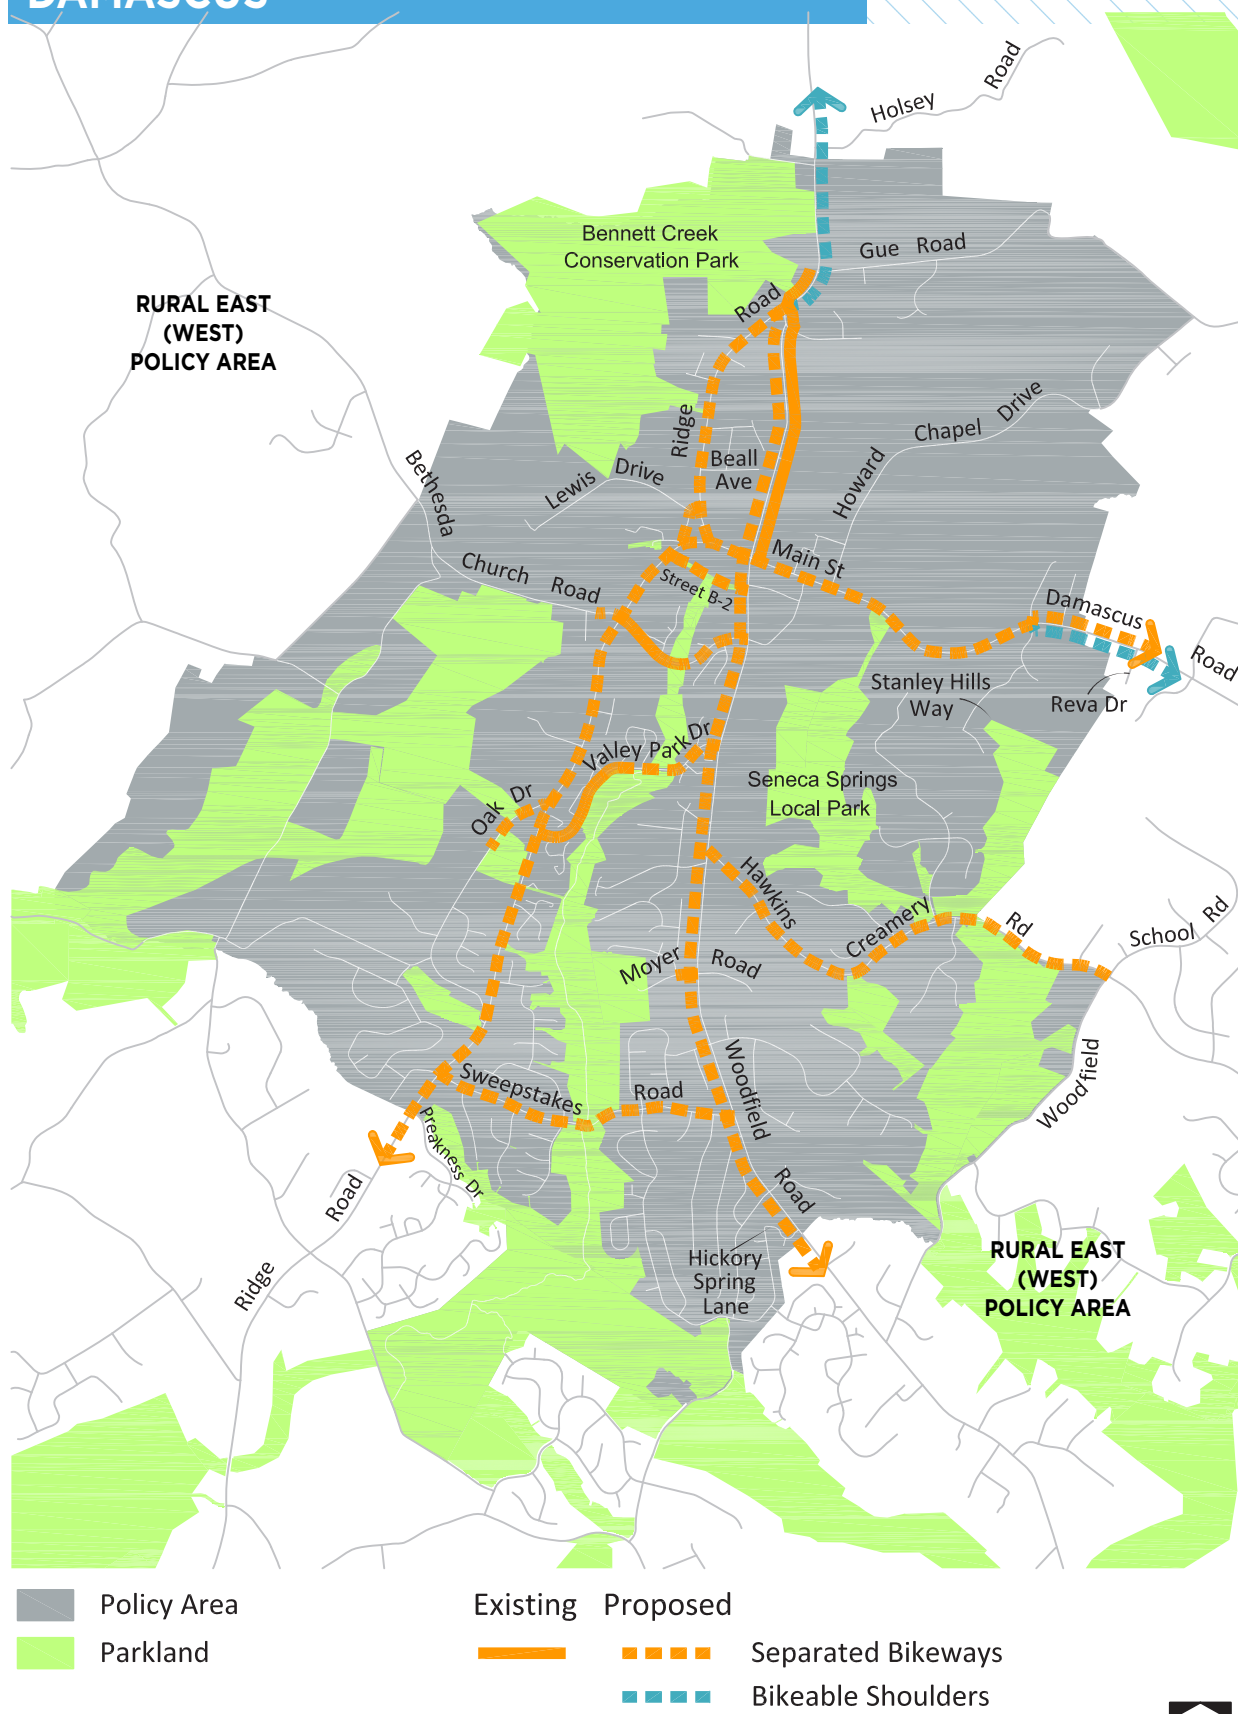 DAMASCUS
Holsey Road
Bennett Creek
Conservation Park
Gue Road
RURAL EAST
(WEST)
POLICY AREA
Road
Ridge
Chapel Drive
Howard
Beall
Ave
Lewis Drive
Bethesda
Church Road
Main St
Street B-2
Damascus
Road
Stanley Hills
Way
Reva Dr
Valley Park Dr
Oak Dr
Seneca Springs
Local Park
Hawkins
Creamery
Rd
School Rd
Moyer Road
Woodfield
Sweepstakes
Road
Woodfield
Preakness Dr
Road
Road
Ridge
Hickory
Spring
Lane
RURAL EAST
(WEST)
POLICY AREA
Policy Area
Parkland
Existing Proposed
Separated Bikeways
Bikeable Shoulders